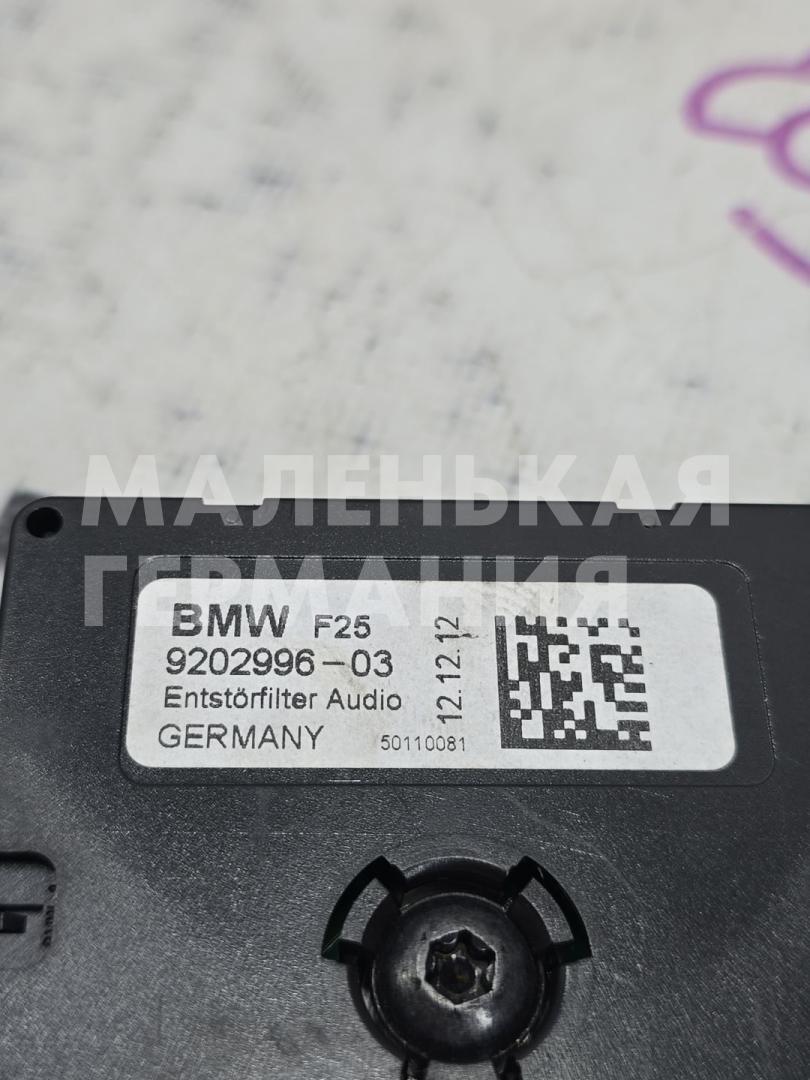 МАЛЕНЬКАЯ
ГЕРМАНИЯ
BMW F25
9202996-03
Entstörfilter Audio
GERMANY 50110081
12.12.12